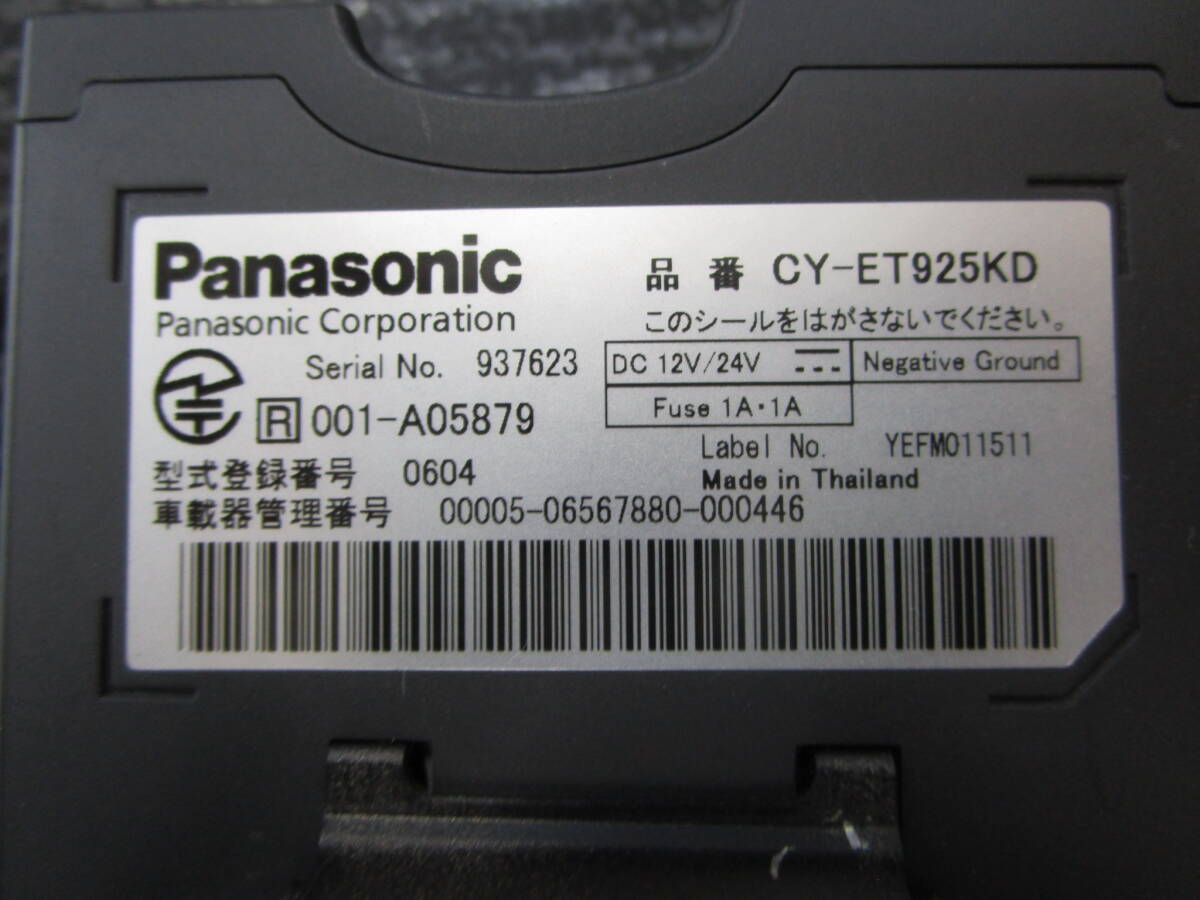 Panasonic 品番 CY-ET925KD
Panasonic Corporation このシールをはがさないでください。
Serial No. 937623 DC 12V/24V Negative Ground
R 001-A05879 Fuse 1A・1A
Label No. YEFM011511
型式登録番号 0604 Made in Thailand
車載器管理番号 00005-06567880-000446